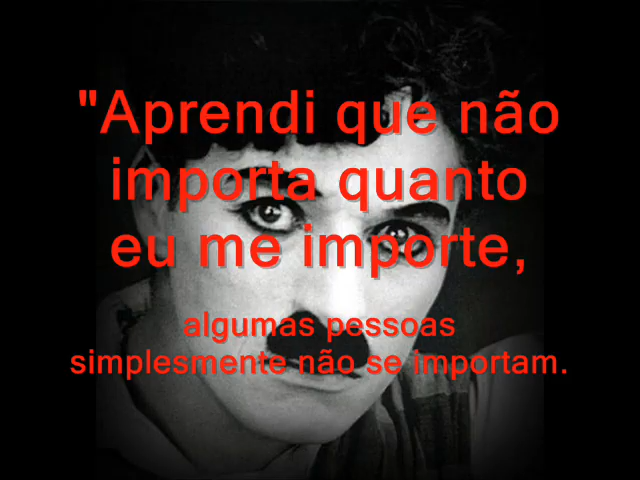 "Aprendi que não
importa quanto
eu me importe,
algumas pessoas
simplesmente não se importam.